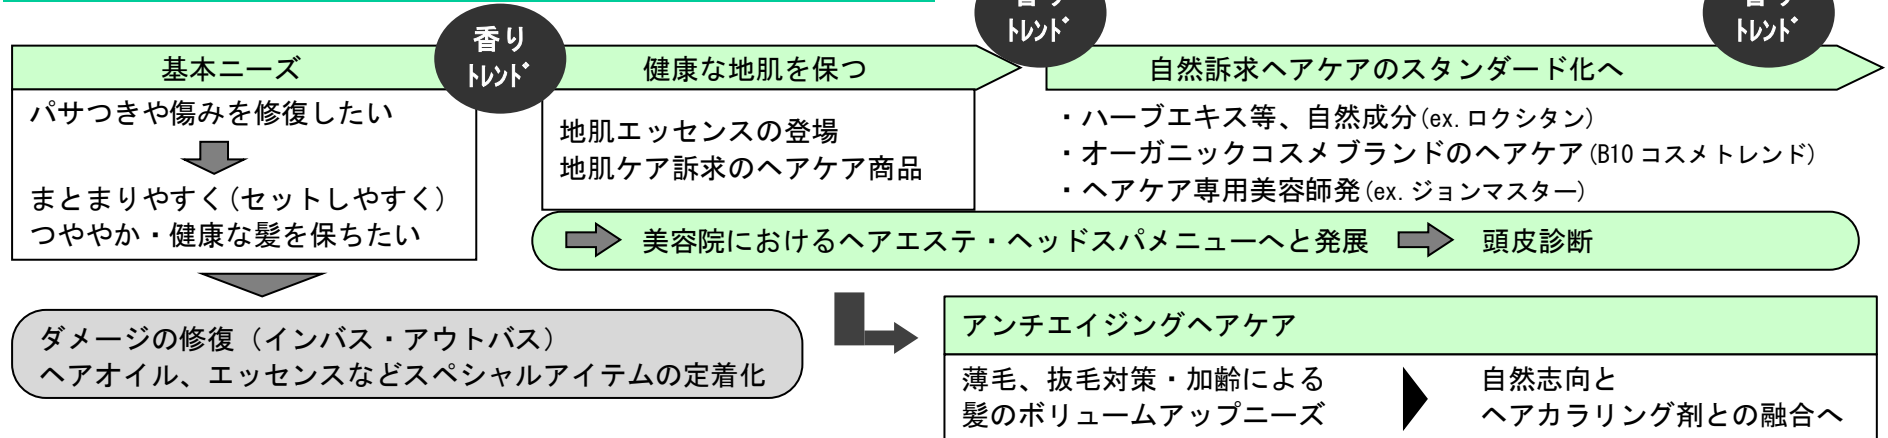 香り
トレンド
香り
トレンド
香り
トレンド
基本ニーズ
パサつきや傷みを修復したい
まとまりやすく(セットしやすく)
つややか・健康な髪を保ちたい
ダメージの修復（インバス・アウトバス）
ヘアオイル、エッセンスなどスペシャルアイテムの定着化
健康な地肌を保つ
地肌エッセンスの登場
地肌ケア訴求のヘアケア商品
自然訴求ヘアケアのスタンダード化へ
・ハーブエキス等、自然成分(ex.ロクシタン)
・オーガニックコスメブランドのヘアケア(B10 コスメトレンド)
・ヘアケア専用美容師発(ex.ジョンマスター)
美容院におけるヘアエステ・ヘッドスパメニューへと発展 頭皮診断
アンチエイジングヘアケア
薄毛、抜毛対策・加齢による
髪のボリュームアップニーズ
自然志向と
ヘアカラリング剤との融合へ